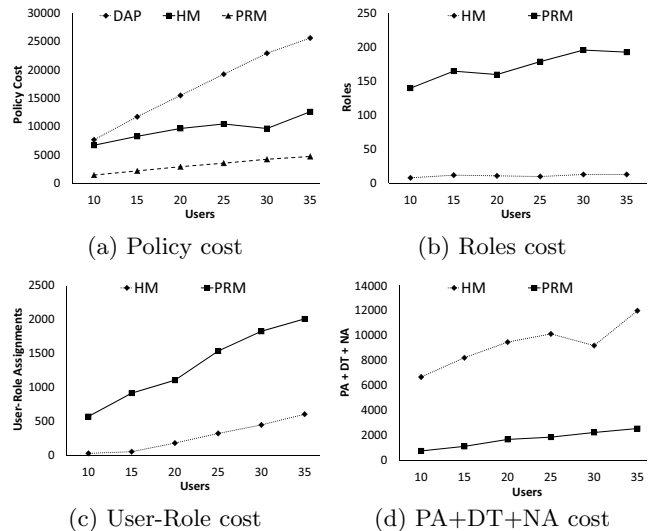 DAP HM PRM
30000
25000
20000
15000
10000
5000
0
Policy Cost
10 15 20 25 30 35
Users
(a) Policy cost
HM PRM
250
200
150
100
50
0
Roles
10 15 20 25 30 35
Users
(b) Roles cost
HM PRM
2500
2000
1500
1000
500
0
User-Role Assignments
10 15 20 25 30 35
Users
(c) User-Role cost
HM PRM
14000
12000
10000
8000
6000
4000
2000
0
PA + DT + NA
10 15 20 25 30 35
Users
(d) PA+DT+NA cost